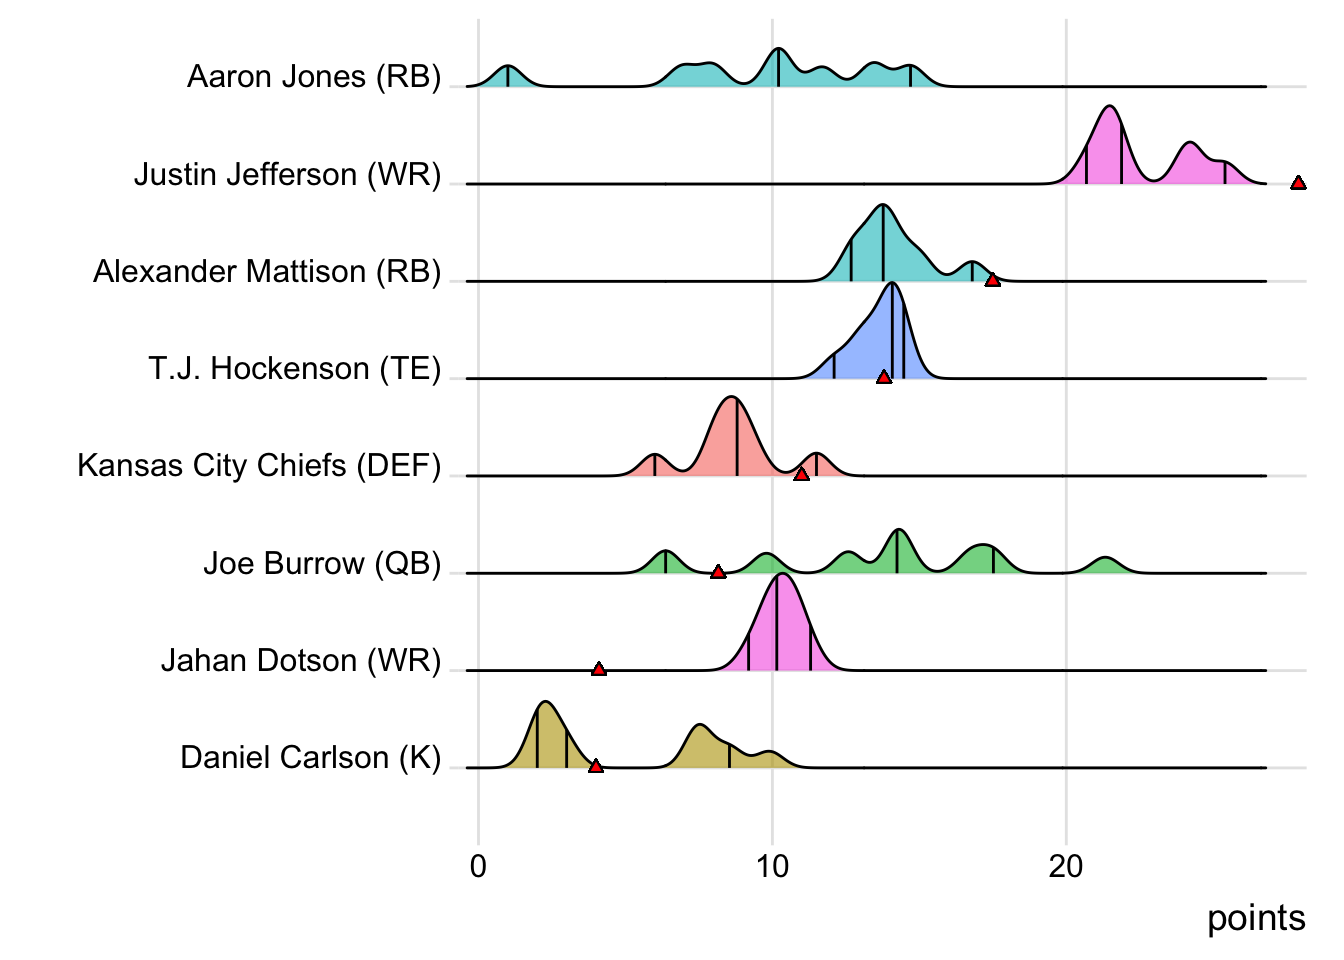 Aaron Jones (RB)
Justin Jefferson (WR)
Alexander Mattison (RB)
T.J. Hockenson (TE)
Kansas City Chiefs (DEF)
Joe Burrow (QB)
Jahan Dotson (WR)
Daniel Carlson (K)
0 10 20
points